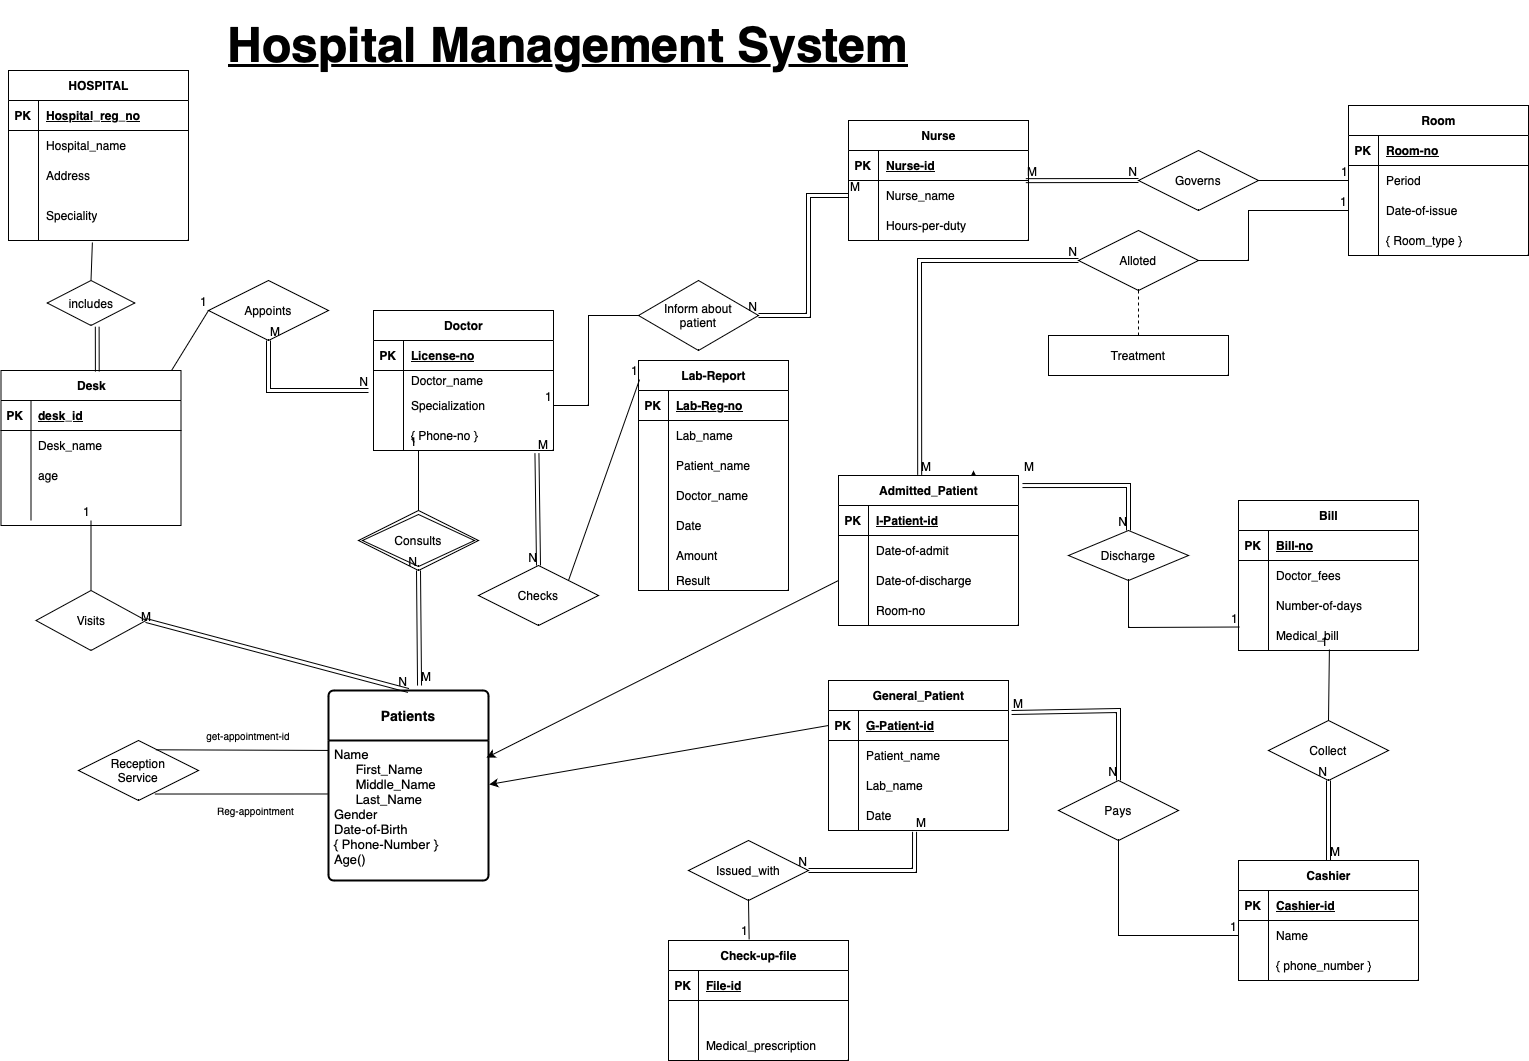 Hospital Management System
HOSPITAL
PK Hospital_reg_no
Hospital_name
Address
Speciality
includes
Desk
PK desk_id
Desk_name
age
1
1
Appoints
M
N
Visits
M
N
Doctor
PK License-no
Doctor_name
Specialization
1
{ Phone-no }
1
M
Consults
N
M
N
Checks
1
Inform about
patient
N
M
Lab-Report
PK Lab-Reg-no
Lab_name
Patient_name
Doctor_name
Date
Amount
Result
Nurse
PK Nurse-id
Nurse_name
Hours-per-duty
M
N
Governs
1
Room
PK Room-no
Period
Date-of-issue
{ Room_type }
1
N
Alloted
Treatment
M
M
Admitted_Patient
PK I-Patient-id
Date-of-admit
Date-of-discharge
Room-no
N
Discharge
1
Bill
PK Bill-no
Doctor_fees
Number-of-days
Medical_bill
1
Collect
N
M
Cashier
PK Cashier-id
Name
{ phone_number }
1
General_Patient
PK G-Patient-id
Patient_name
Lab_name
Date
M
N
Pays
M
N
Issued_with
1
Check-up-file
PK File-id
Medical_prescription
Patients
Name
First_Name
Middle_Name
Last_Name
Gender
Date-of-Birth
{ Phone-Number }
Age()
get-appointment-id
Reception
Service
Reg-appointment